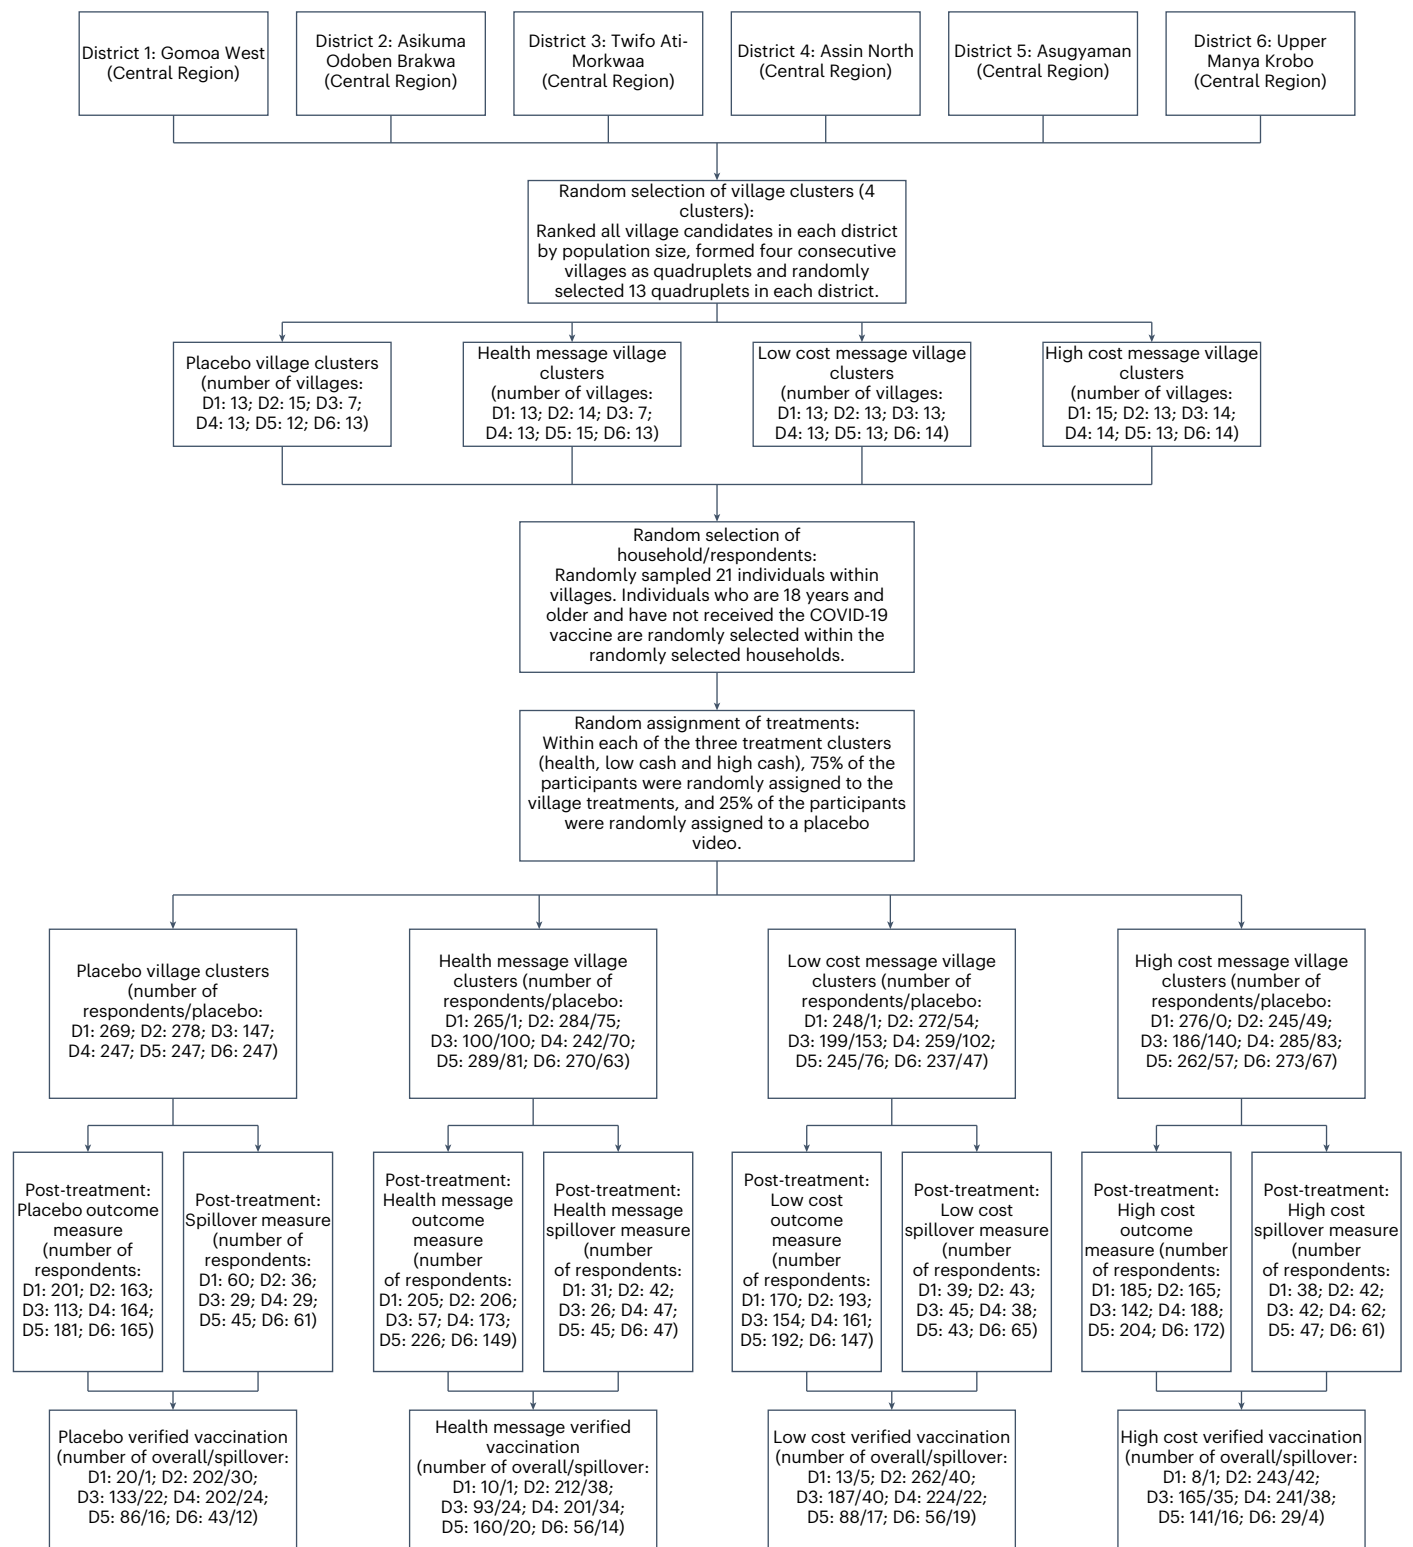 District 1: Gomoa West
(Central Region)
District 2: Asikuma
Odoben Brakwa
(Central Region)
District 3: Twifo Ati-
Morkwaa
(Central Region)
District 4: Assin North
(Central Region)
District 5: Asugyaman
(Central Region)
District 6: Upper
Manya Krobo
(Central Region)
Random selection of village clusters (4
clusters):
Ranked all village candidates in each district
by population size, formed four consecutive
villages as quadruplets and randomly
selected 13 quadruplets in each district.
Placebo village clusters
(number of villages:
D1: 13; D2: 15; D3: 7;
D4: 13; D5: 12; D6: 13)
Health message village
clusters
(number of villages:
D1: 13; D2: 14; D3: 7;
D4: 13; D5: 15; D6: 13)
Low cost message village
clusters
(number of villages:
D1: 13; D2: 13; D3: 13;
D4: 13; D5: 13; D6: 14)
High cost message village
clusters
(number of villages:
D1: 15; D2: 13; D3: 14;
D4: 14; D5: 13; D6: 14)
Random selection of
household/respondents:
Randomly sampled 21 individuals within
villages. Individuals who are 18 years and
older and have not received the COVID-19
vaccine are randomly selected within the
randomly selected households.
Random assignment of treatments:
Within each of the three treatment clusters
(health, low cash and high cash), 75% of the
participants were randomly assigned to the
village treatments, and 25% of the participants
were randomly assigned to a placebo
video.
Placebo village clusters
(number of
respondents/placebo:
D1: 269; D2: 278; D3: 147;
D4: 247; D5: 247; D6: 247)
Health message village
clusters (number of
respondents/placebo:
D1: 265/1; D2: 284/75;
D3: 100/100; D4: 242/70;
D5: 289/81; D6: 270/63)
Low cost message village
clusters (number of
respondents/placebo:
D1: 248/1; D2: 272/54;
D3: 199/153; D4: 259/102;
D5: 245/76; D6: 237/47)
High cost message village
clusters (number of
respondents/placebo:
D1: 276/0; D2: 245/49;
D3: 186/140; D4: 285/83;
D5: 262/57; D6: 273/67)
Post-treatment:
Placebo outcome
measure
(number of
respondents:
D1: 201; D2: 163;
D3: 113; D4: 164;
D5: 181; D6: 165)
Post-treatment:
Spillover measure
(number of
respondents:
D1: 60; D2: 36;
D3: 29; D4: 29;
D5: 45; D6: 61)
Post-treatment:
Health message
outcome
measure
(number
of respondents:
D1: 205; D2: 206;
D3: 57; D4: 173;
D5: 226; D6: 149)
Post-treatment:
Health message
spillover measure
(number
of respondents:
D1: 31; D2: 42;
D3: 26; D4: 47;
D5: 45; D6: 47)
Post-treatment:
Low cost
outcome
measure
(number
of respondents:
D1: 170; D2: 193;
D3: 154; D4: 161;
D5: 192; D6: 147)
Post-treatment:
Low cost
spillover measure
(number
of respondents:
D1: 39; D2: 43;
D3: 45; D4: 38;
D5: 43; D6: 65)
Post-treatment:
High cost
outcome
measure (number
of respondents:
D1: 185; D2: 165;
D3: 142; D4: 188;
D5: 204; D6: 172)
Post-treatment:
High cost
spillover measure
(number
of respondents:
D1: 38; D2: 42;
D3: 42; D4: 62;
D5: 47; D6: 61)
Placebo verified vaccination
(number of overall/spillover:
D1: 20/1; D2: 202/30;
D3: 133/22; D4: 202/24;
D5: 86/16; D6: 43/12)
Health message verified
vaccination
(number of overall/spillover:
D1: 10/1; D2: 212/38;
D3: 93/24; D4: 201/34;
D5: 160/20; D6: 56/14)
Low cost verified vaccination
(number of overall/spillover:
D1: 13/5; D2: 262/40;
D3: 187/40; D4: 224/22;
D5: 88/17; D6: 56/19)
High cost verified vaccination
(number of overall/spillover:
D1: 8/1; D2: 243/42;
D3: 165/35; D4: 241/38;
D5: 141/16; D6: 29/4)